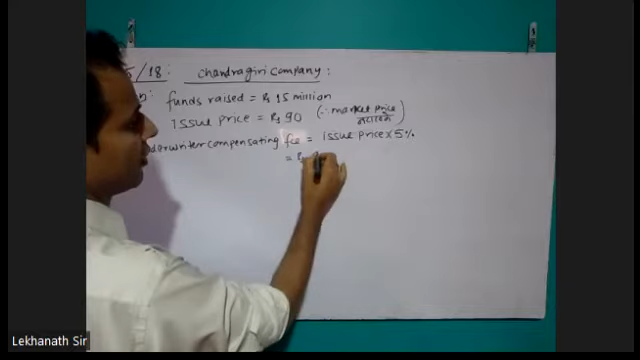 /18: Chandragiri Company:
n: funds raised = Rs 15 million
Issue price = Rs 90 (∵ market price
derwriter compensating fee = Issue price × 5%
= Rs
Lekhanath Sir